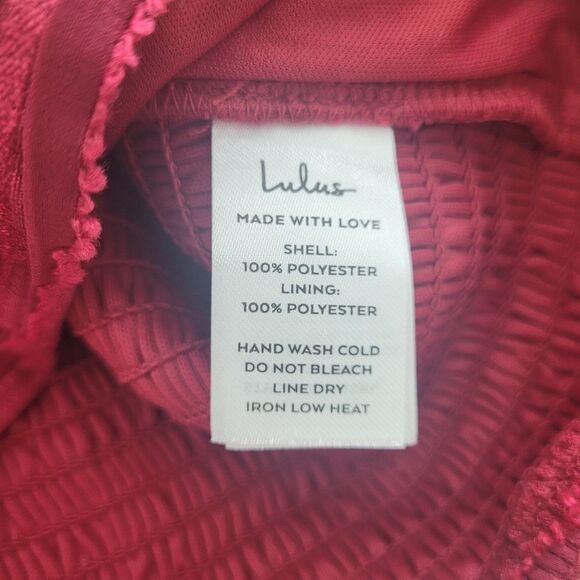 Lulus
MADE WITH LOVE
SHELL:
100% POLYESTER
LINING:
100% POLYESTER
HAND WASH COLD
DO NOT BLEACH
LINE DRY
IRON LOW HEAT